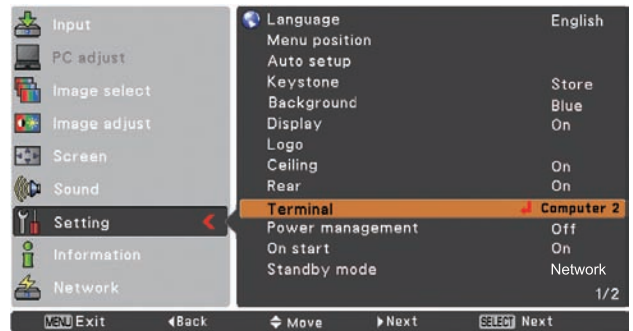 Input
PC adjust
Image select
Image adjust
Screen
Sound
Setting
Information
Network
Language English
Menu position
Auto setup
Keystone Store
Background Blue
Display On
Logo
Ceiling On
Rear On
Terminal Computer 2
Power management Off
On start On
Standby mode Network
1/2
MENU Exit Back Move Next SELECT Next